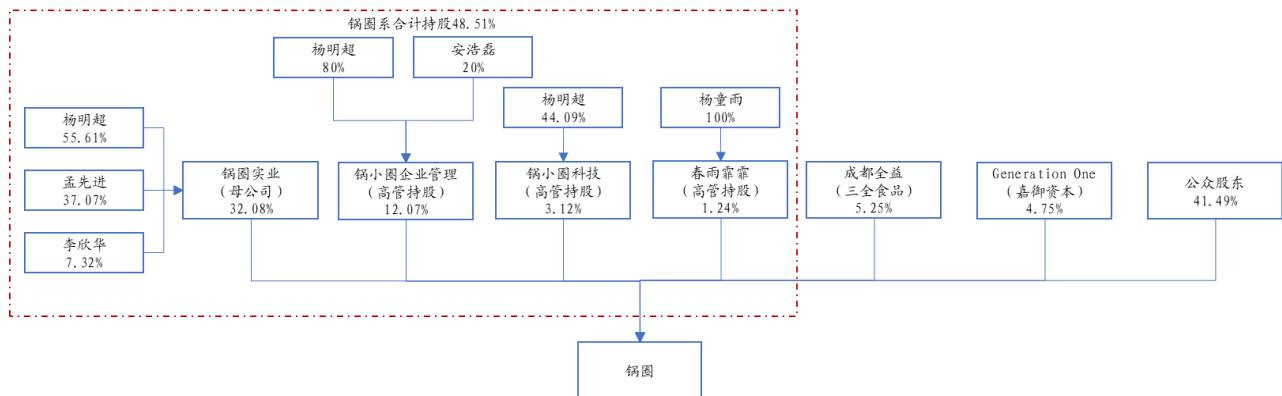 锅圈系合计持股48.51%
杨明超
80%
安浩磊
20%
杨明超
44.09%
杨童雨
100%
杨明超
55.61%
孟先进
37.07%
李欣华
7.32%
锅圈实业
（母公司）
32.08%
锅小圈企业管理
（高管持股）
12.07%
锅小圈科技
（高管持股）
3.12%
春雨霏霏
（高管持股）
1.24%
成都全益
（三全食品）
5.25%
Generation One
（嘉御资本）
4.75%
公众股东
41.49%
锅圈